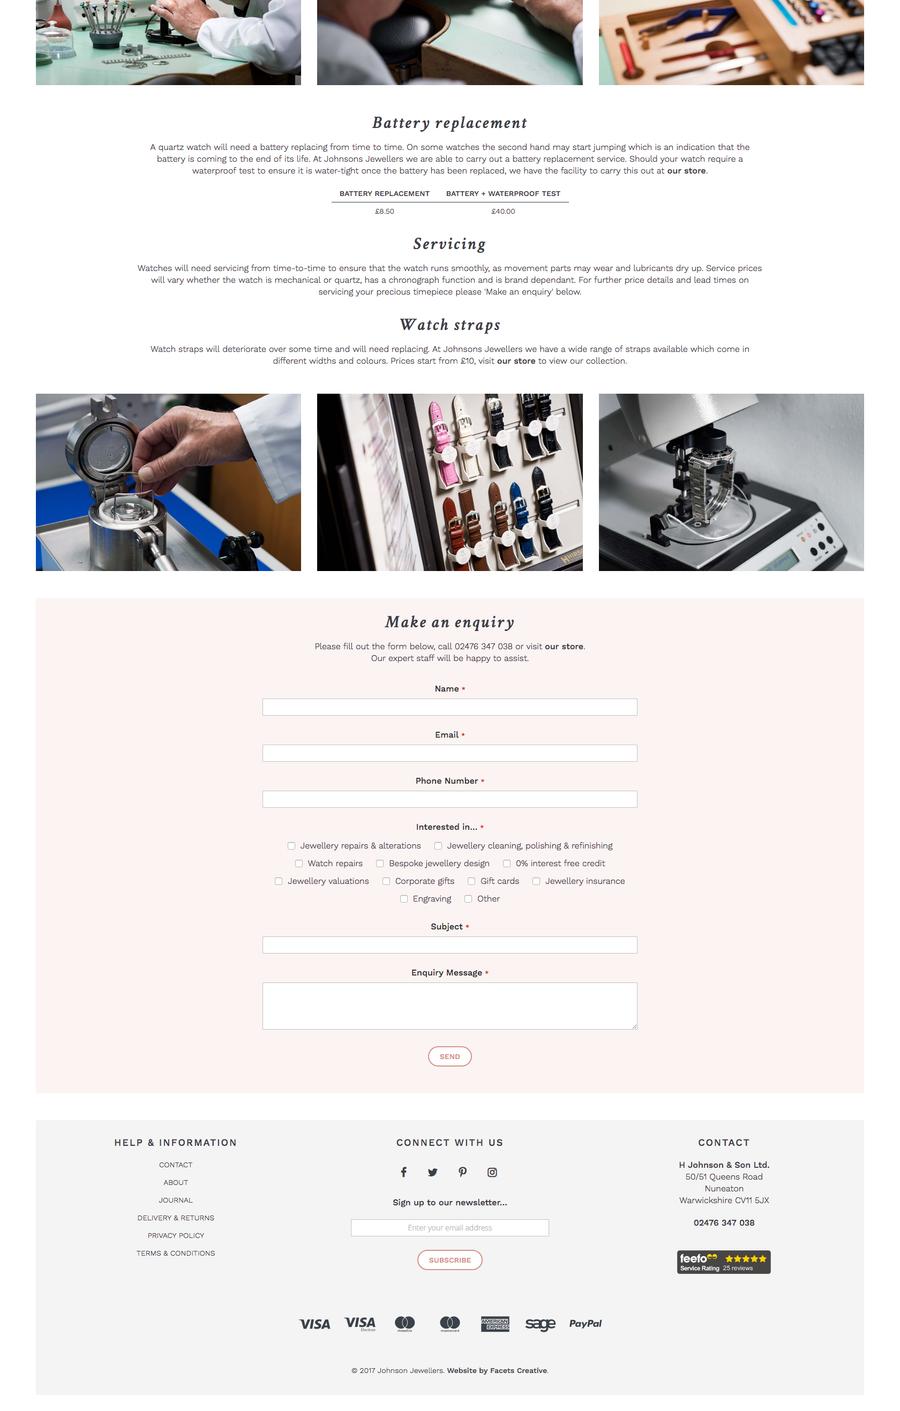 Battery replacement
A quartz watch will need a battery replacing from time to time. On some watches the second hand may start jumping which is an indication that the
battery is coming to the end of its life. At Johnsons Jewellers we are able to carry out a battery replacement service. Should your watch require a
waterproof test to ensure it is water-tight once the battery has been replaced, we have the facility to carry this out at our store.
BATTERY REPLACEMENT BATTERY + WATERPROOF TEST
£8.50 £40.00
Servicing
Watches will need servicing from time-to-time to ensure that the watch runs smoothly, as movement parts may wear and lubricants dry up. Service prices
will vary whether the watch is mechanical or quartz, has a chronograph function and is brand dependant. For further price details and lead times on
servicing your precious timepiece please 'Make an enquiry' below.
Watch straps
Watch straps will deteriorate over some time and will need replacing. At Johnsons Jewellers we have a wide range of straps available which come in
different widths and colours. Prices start from £10, visit our store to view our collection.
Make an enquiry
Please fill out the form below, call 02476 347 038 or visit our store.
Our expert staff will be happy to assist.
Name *
Email *
Phone Number *
Interested in... *
Jewellery repairs & alterations Jewellery cleaning, polishing & refinishing
Watch repairs Bespoke jewellery design 0% interest free credit
Jewellery valuations Corporate gifts Gift cards Jewellery insurance
Engraving Other
Subject *
Enquiry Message *
SEND
HELP & INFORMATION
CONTACT
ABOUT
JOURNAL
DELIVERY & RETURNS
PRIVACY POLICY
TERMS & CONDITIONS
CONNECT WITH US
Sign up to our newsletter...
Enter your email address
SUBSCRIBE
CONTACT
H Johnson & Son Ltd.
50/51 Queens Road
Nuneaton
Warwickshire CV11 5JX
02476 347 038
feefo
Service Rating 25 reviews
VISA VISA Electron maestro mastercard AMERICAN EXPRESS sage PayPal
© 2017 Johnson Jewellers. Website by Facets Creative.